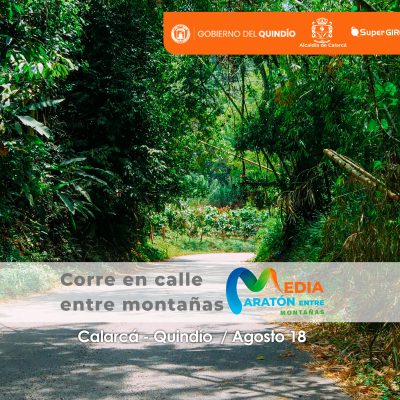 GOBIERNO DEL QUINDÍO
Alcaldía de Calarcá
SuperGIR
Corre en calle
entre montañas
MEDIA
MARATÓN ENTRE
MONTAÑAS
Calarcá - Quindío / Agosto 18